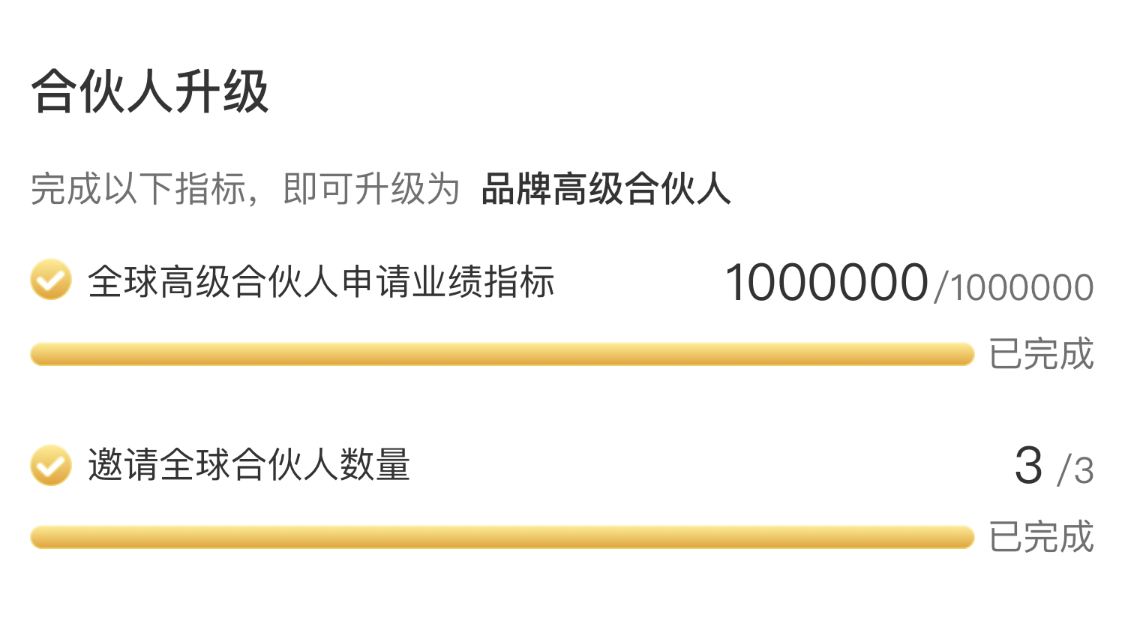 合伙人升级
完成以下指标，即可升级为 品牌高级合伙人
全球高级合伙人申请业绩指标 1000000/1000000
已完成
邀请全球合伙人数量 3 /3
已完成